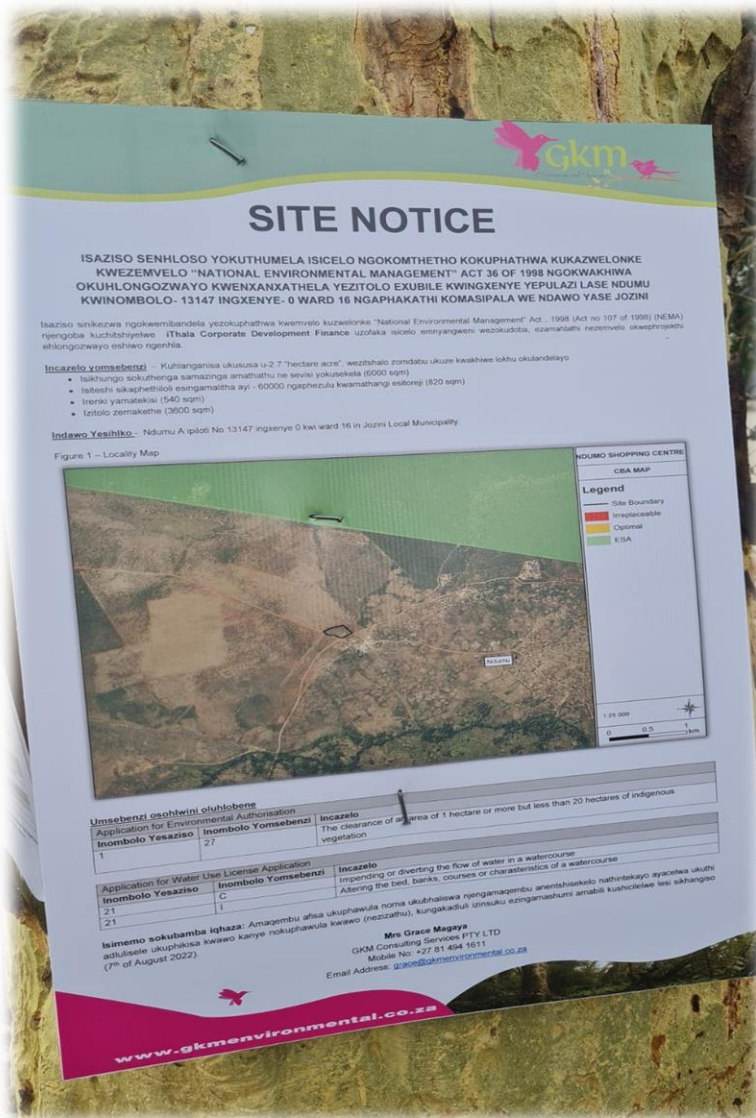 gkm
SITE NOTICE
ISAZISO SENHLOSO YOKUTHUMELA ISICELO NGOKOMTHETHO KOKUPHATHWA KUKAZWELONKE
KWEZEMVELO "NATIONAL ENVIRONMENTAL MANAGEMENT" ACT 36 OF 1998 NGOKWAKHIWA
OKUHLONGOZWAYO KWENXANXATHELA YEZITOLO EXUBILE KWINGXENYE YEPULAZI LASE NDUMU
KWINOMBOLO- 13147 INGXENYE- 0 WARD 16 NGAPHAKATHI KOMASIPALA WE NDAWO YASE JOZINI
Isaziso sinikezwa ngokwemibandela yezokuphathwa kwemvelo kuzwelonke "National Environmental Management" Act , 1998 (Act no 107 of 1998) (NEMA)
njengoba kuchitshiyelwe iThala Corporate Development Finance uzofaka isicelo emnyangweni wezokudoba, ezamahlathi nezemvelo okweprojekthi
ehlongozwayo eshiwo ngenhla.
Incazelo yomsebenzi - Kuhlanganisa ukususa u-2.7 "hectare acre", wezitshalo zomdabu ukuze kwakhiwe lokhu okulandelayo
• Isikhungo sokuthenga samazinga amathathu ne sevisi yokusekela (6000 sqm)
• Isiteshi sikaphethiloli esingamalitha ayi - 60000 ngaphezulu kwamathangi esitoreji (820 sqm)
• Irenki yamatekisi (540 sqm)
• Izitolo zemakethe (3600 sqm)
Indawo Yesihlko - Ndumu A ipiloti No 13147 ingxenye 0 kwi ward 16 in Jozini Local Municipality.
Figure 1 – Locality Map
NDUMO SHOPPING CENTRE
CBA MAP
Legend
Site Boundary
Irreplaceable
Optimal
ESA
Ndumu
1:25 000
0 0.5 1
km
Umsebenzi osohlwini oluhlobene
Application for Environmental Authorisation
Inombolo Yesaziso Inombolo Yomsebenzi Incazelo
1 27 The clearance of an area of 1 hectare or more but less than 20 hectares of indigenous
vegetation
Application for Water Use License Application
Inombolo Yesaziso Inombolo Yomsebenzi Incazelo
21 C Impending or diverting the flow of water in a watercourse
21 I Altering the bed, banks, courses or charasteristics of a watercourse
Isimemo sokubamba iqhaza: Amaqembu afisa ukuphawula noma ukubhaliswa njengamaqembu anentshisekelo nathintekayo ayacelwa ukuthi
adlulisele ukuphikisa kwawo kanye nokuphawula kwawo (nezizathu), kungakadluli izinsuku ezingamashumi amabili kushicilelwe lesi sikhangiso
(7th of August 2022).
Mrs Grace Magaya
GKM Consulting Services PTY LTD
Mobile No: +27 81 494 1611
Email Address: grace@gkmenvironmental.co.za
www.gkmenvironmental.co.za